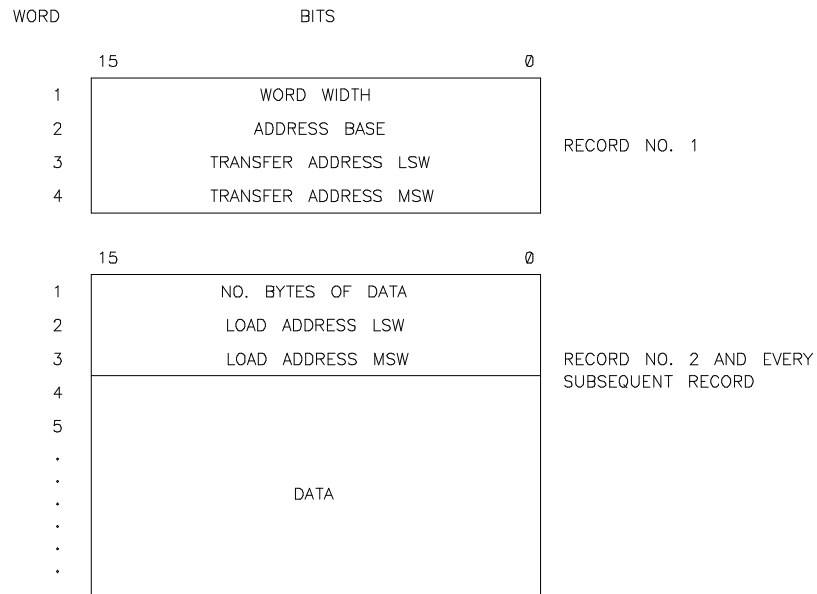 WORD BITS
15 0
1 WORD WIDTH
2 ADDRESS BASE
RECORD NO. 1
3 TRANSFER ADDRESS LSW
4 TRANSFER ADDRESS MSW
15 0
1 NO. BYTES OF DATA
2 LOAD ADDRESS LSW
3 LOAD ADDRESS MSW RECORD NO. 2 AND EVERY
SUBSEQUENT RECORD
4
5
.
.
DATA
.
.
.
.